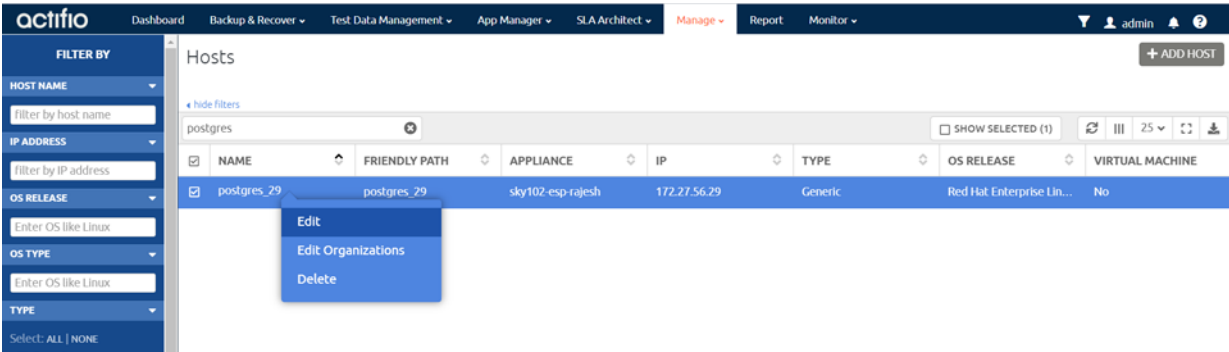 actifio Dashboard Backup & Recover Test Data Management App Manager SLA Architect Manage Report Monitor admin
FILTER BY
HOST NAME
filter by host name
IP ADDRESS
filter by IP address
OS RELEASE
Enter OS like Linux
OS TYPE
Enter OS like Linux
TYPE
Select: ALL | NONE
Hosts
+ ADD HOST
hide filters
postgres
SHOW SELECTED (1) 25
NAME FRIENDLY PATH APPLIANCE IP TYPE OS RELEASE VIRTUAL MACHINE
postgres_29 postgres_29 sky102-esp-rajesh 172.27.56.29 Generic Red Hat Enterprise Lin... No
Edit
Edit Organizations
Delete